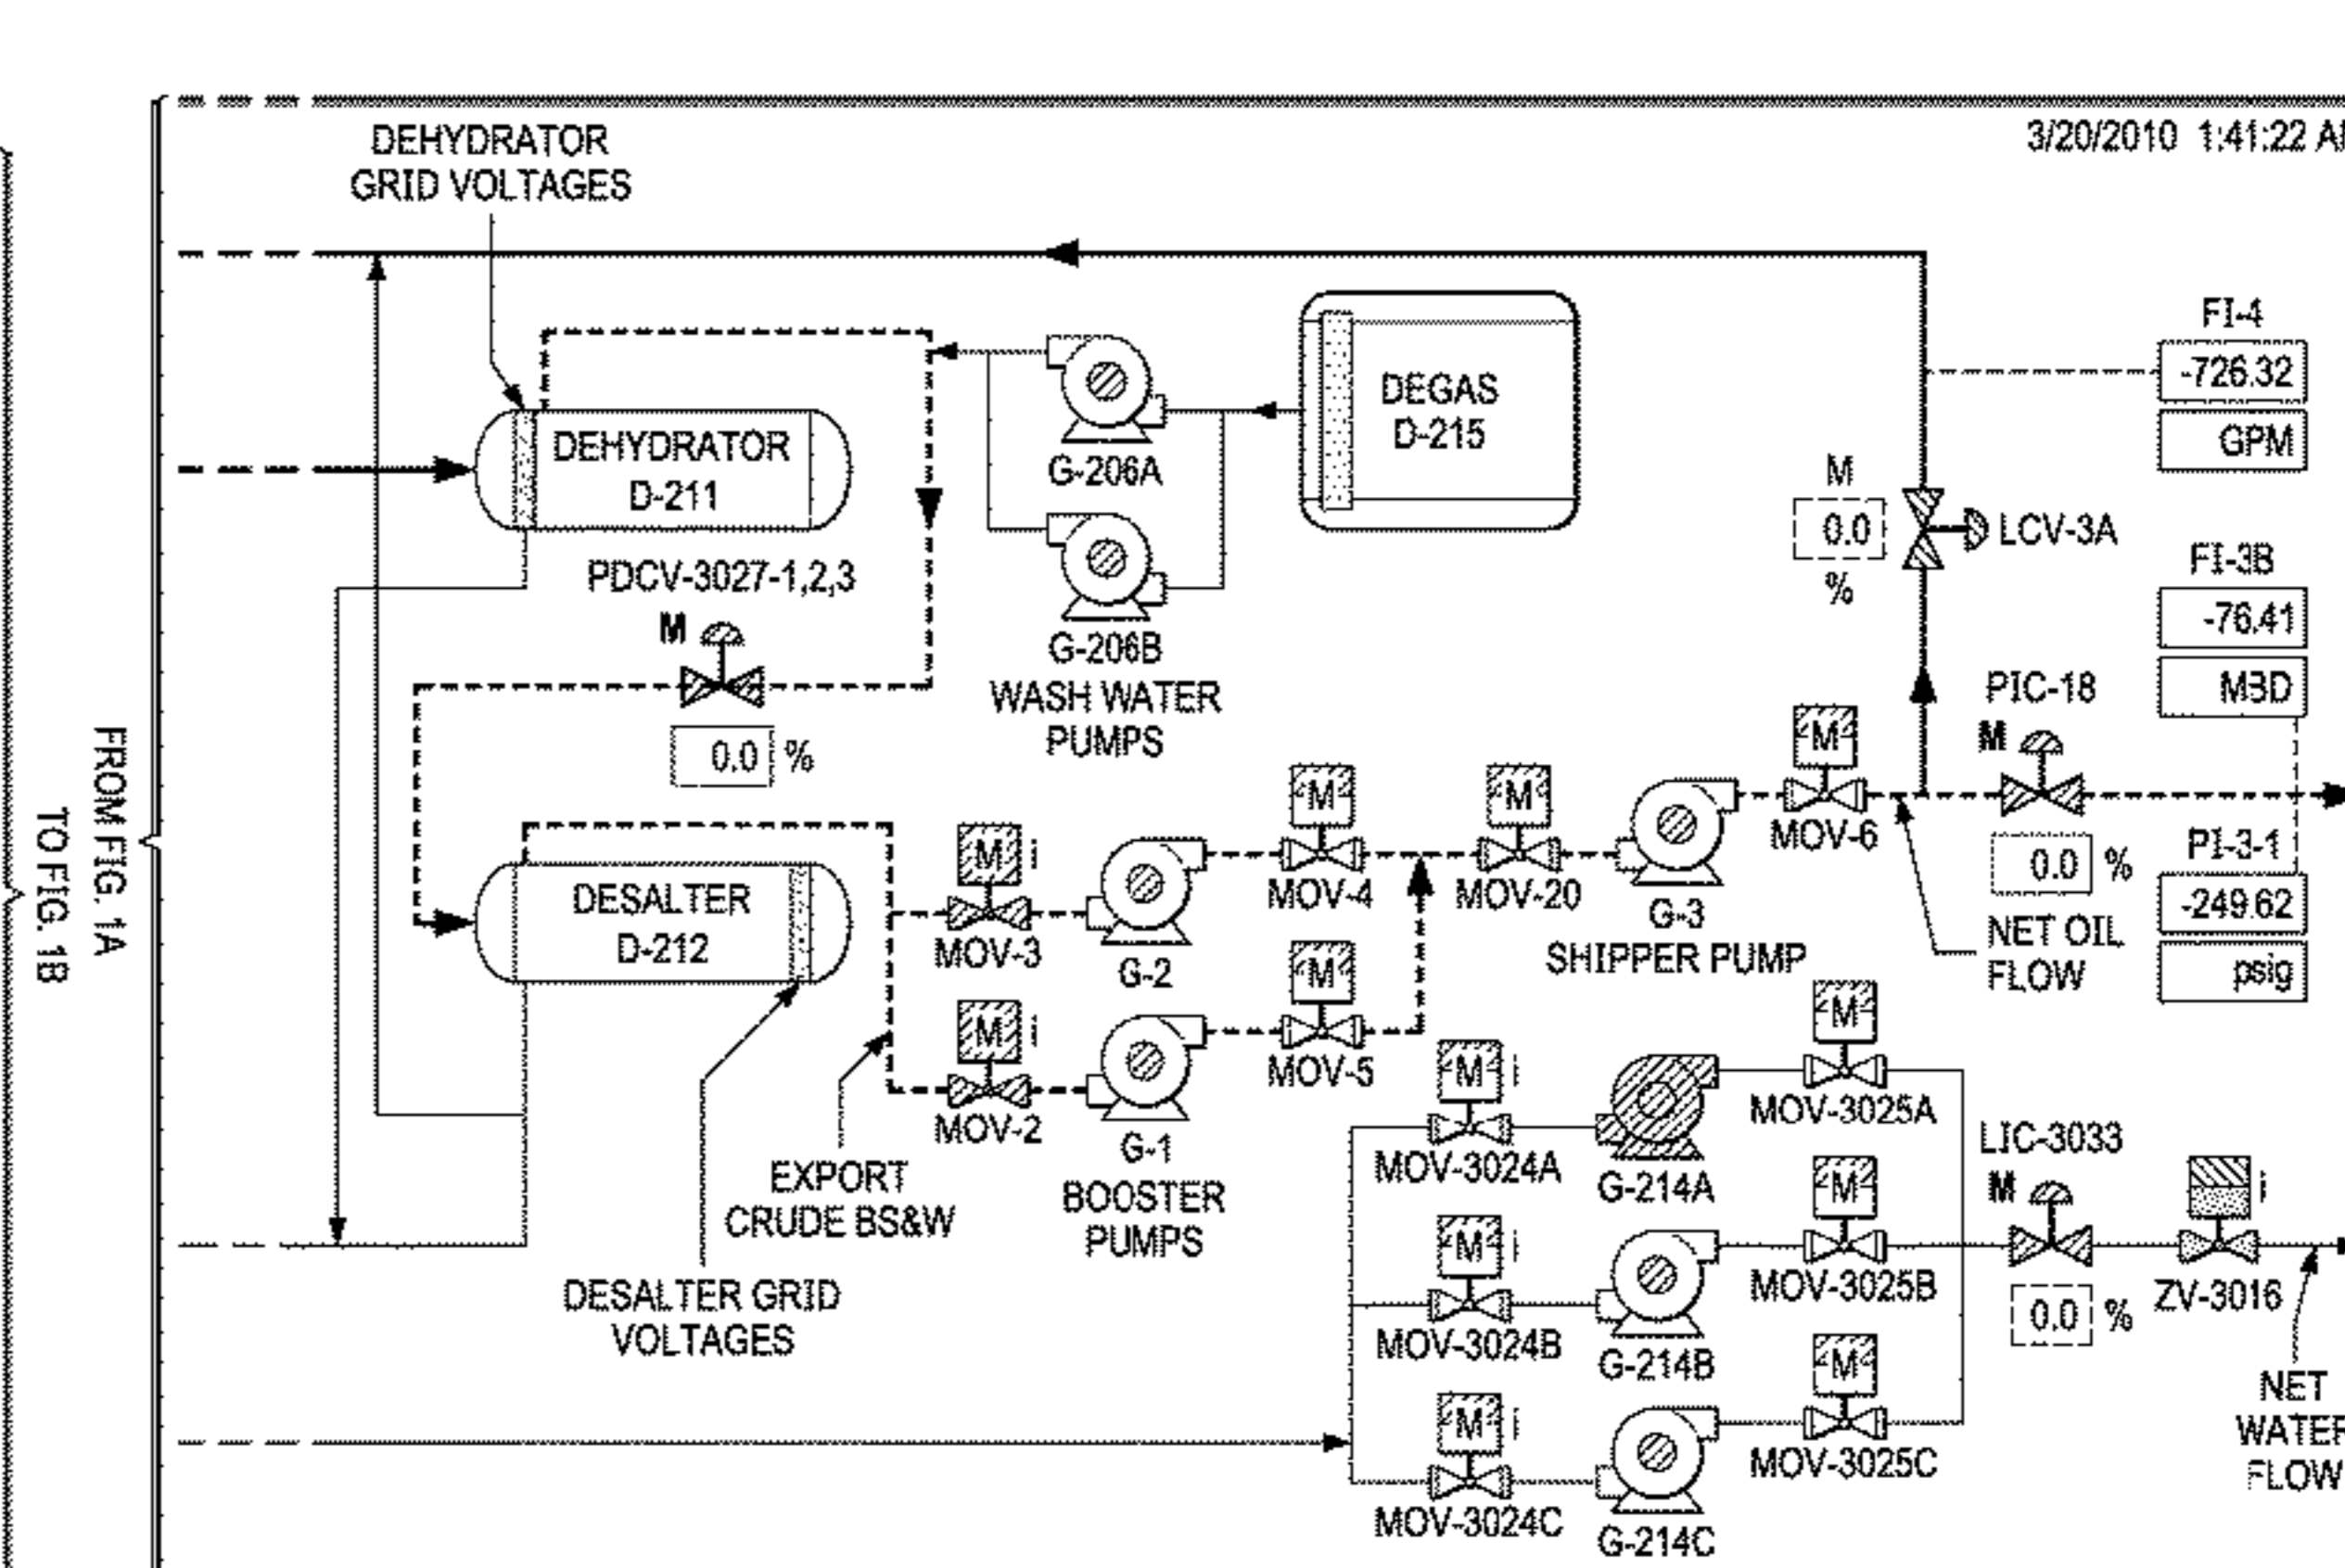 3/20/2010 1:41:22 A
DEHYDRATOR
GRID VOLTAGES
FI-4
-726.32
GPM
DEGAS
D-215
DEHYDRATOR
D-211
G-206A
M
0.0
%
LCV-3A
FI-3B
-76.41
MBD
PDCV-3027-1,2,3
M
0.0 %
G-206B
WASH WATER
PUMPS
PIC-18
M
0.0 %
M
MOV-6
M
MOV-4
M
MOV-20
G-3
SHIPPER PUMP
NET OIL
FLOW
PI-3-1
-249.62
psig
FROM FIG. 1A
TO FIG. 1B
DESALTER
D-212
M
MOV-3
G-2
M
MOV-5
M
MOV-2
G-1
BOOSTER
PUMPS
EXPORT
CRUDE BS&W
DESALTER GRID
VOLTAGES
M
MOV-3024A
G-214A
M
MOV-3025A
M
MOV-3024B
G-214B
M
MOV-3025B
M
MOV-3024C
G-214C
M
MOV-3025C
LIC-3033
M
0.0 %
ZV-3016
NET
WATER
FLOW